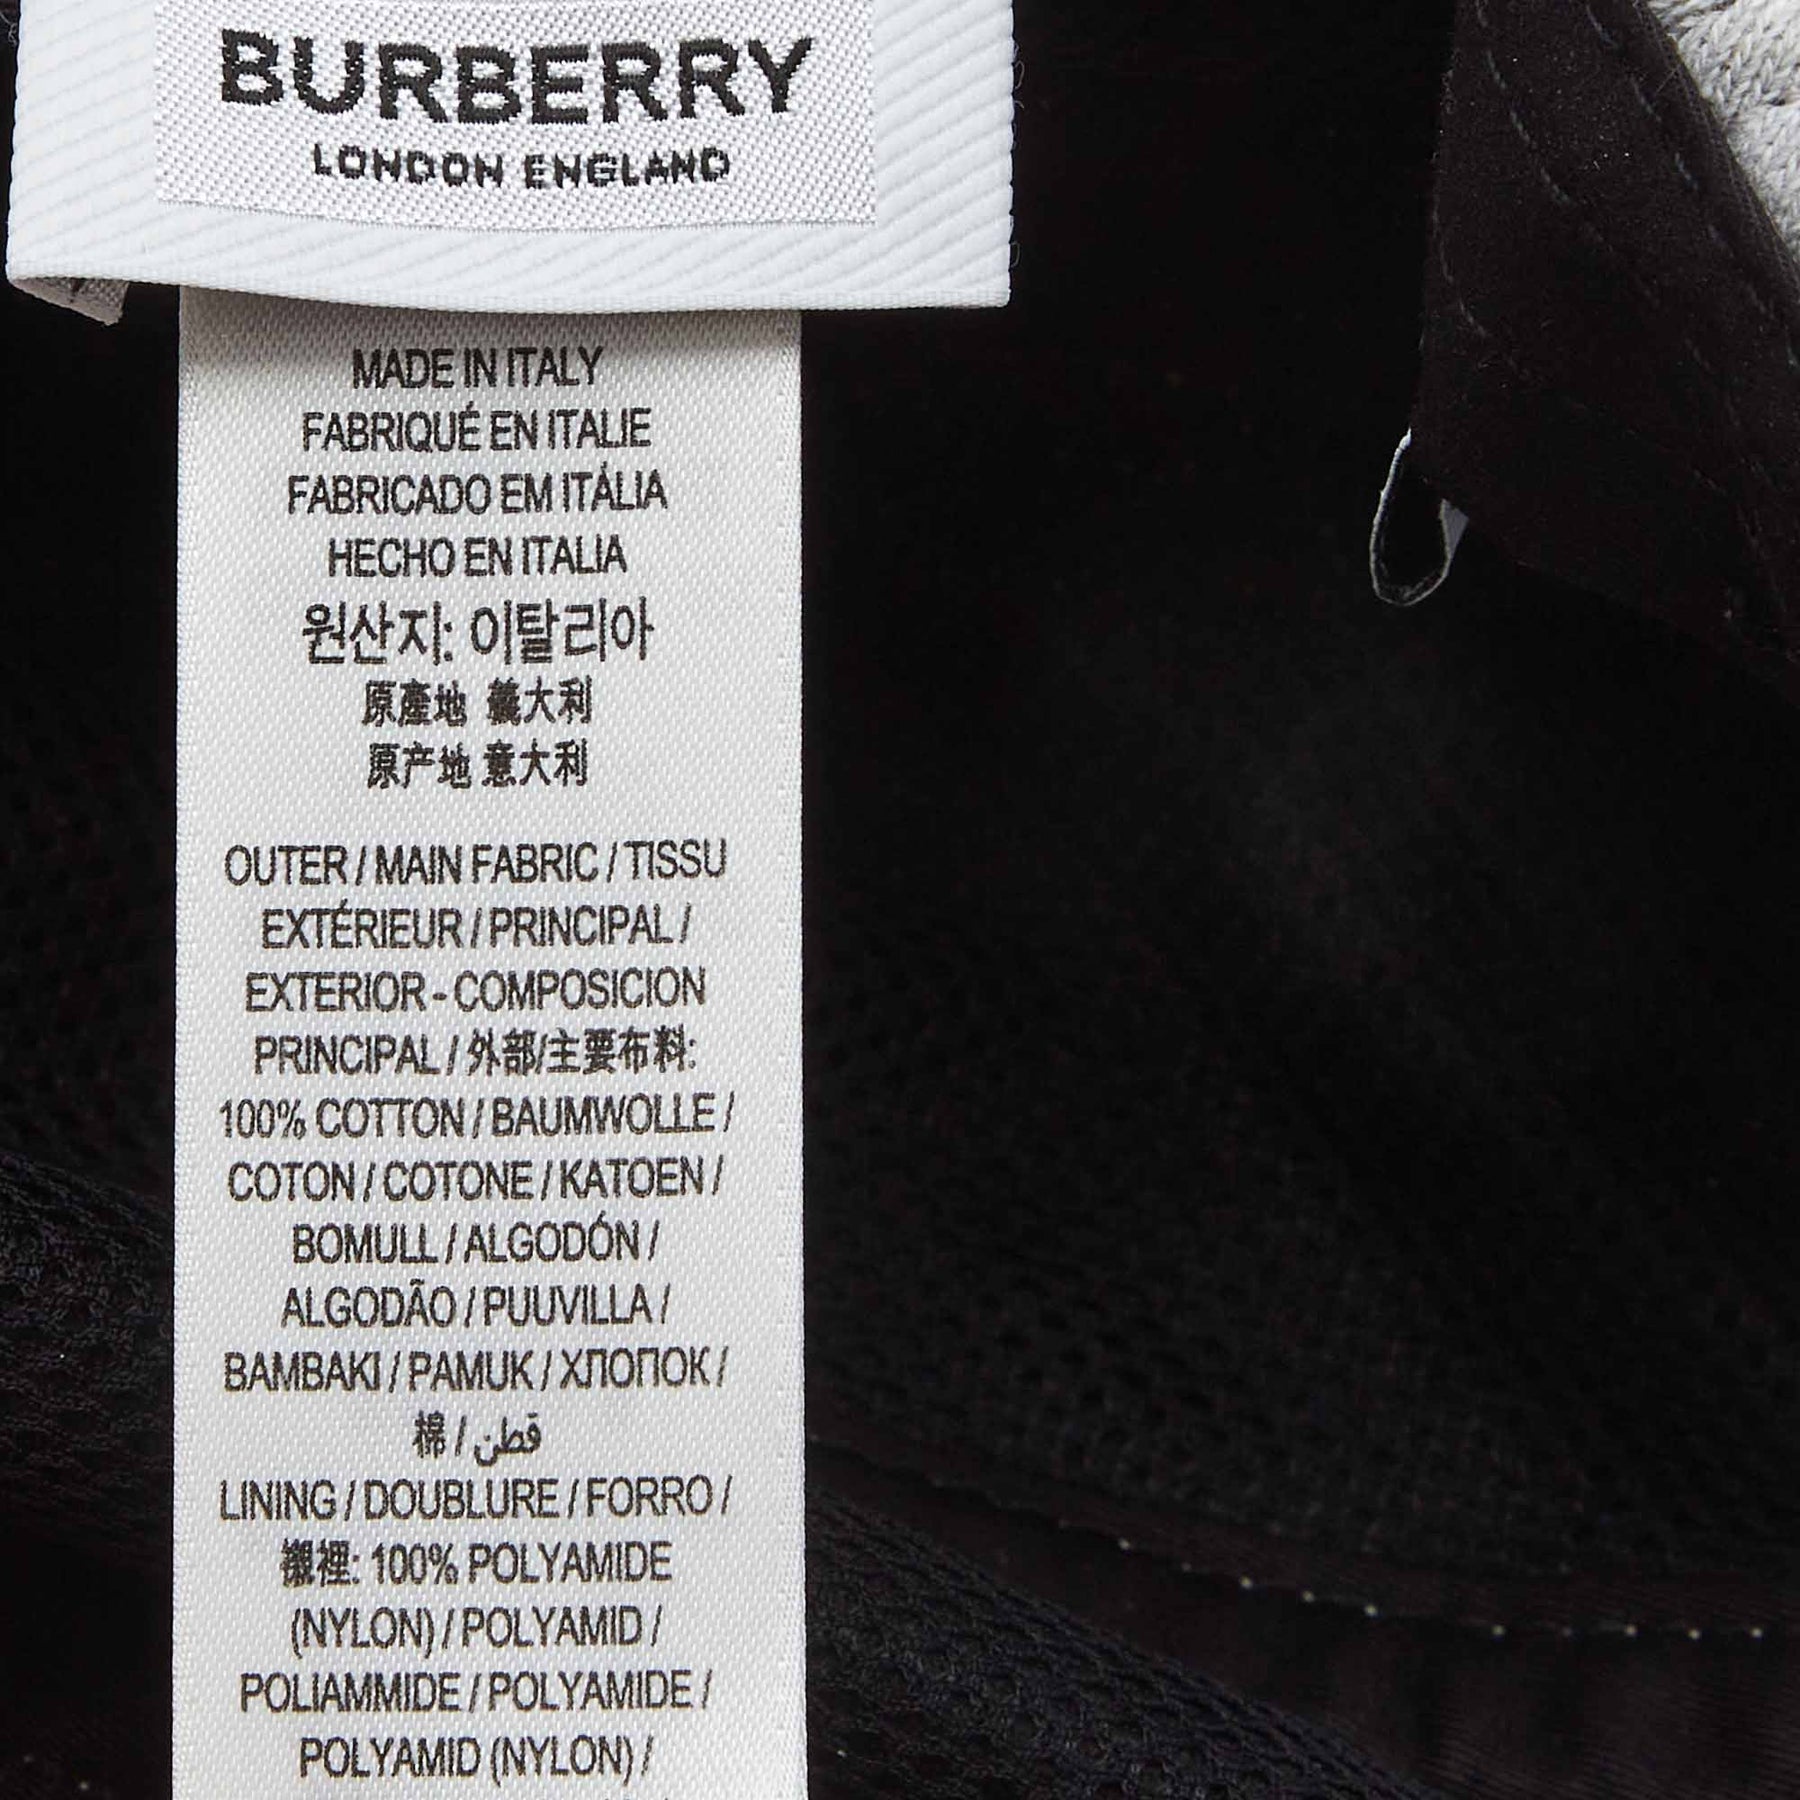 BURBERRY
LONDON ENGLAND
MADE IN ITALY
FABRIQUÉ EN ITALIE
FABRICADO EM ITÁLIA
HECHO EN ITALIA
원산지: 이탈리아
原產地 義大利
原产地 意大利
OUTER / MAIN FABRIC / TISSU
EXTÉRIEUR / PRINCIPAL /
EXTERIOR - COMPOSICION
PRINCIPAL / 外部/主要布料:
100% COTTON / BAUMWOLLE /
COTON / COTONE / KATOEN /
BOMULL / ALGODÓN /
ALGODÃO / PUUVILLA /
BAMBAKI / PAMUK / ХПОПОК /
棉 / قطن
LINING / DOUBLURE / FORRO /
襯裡: 100% POLYAMIDE
(NYLON) / POLYAMID /
POLIAMMIDE / POLYAMIDE /
POLYAMID (NYLON) /